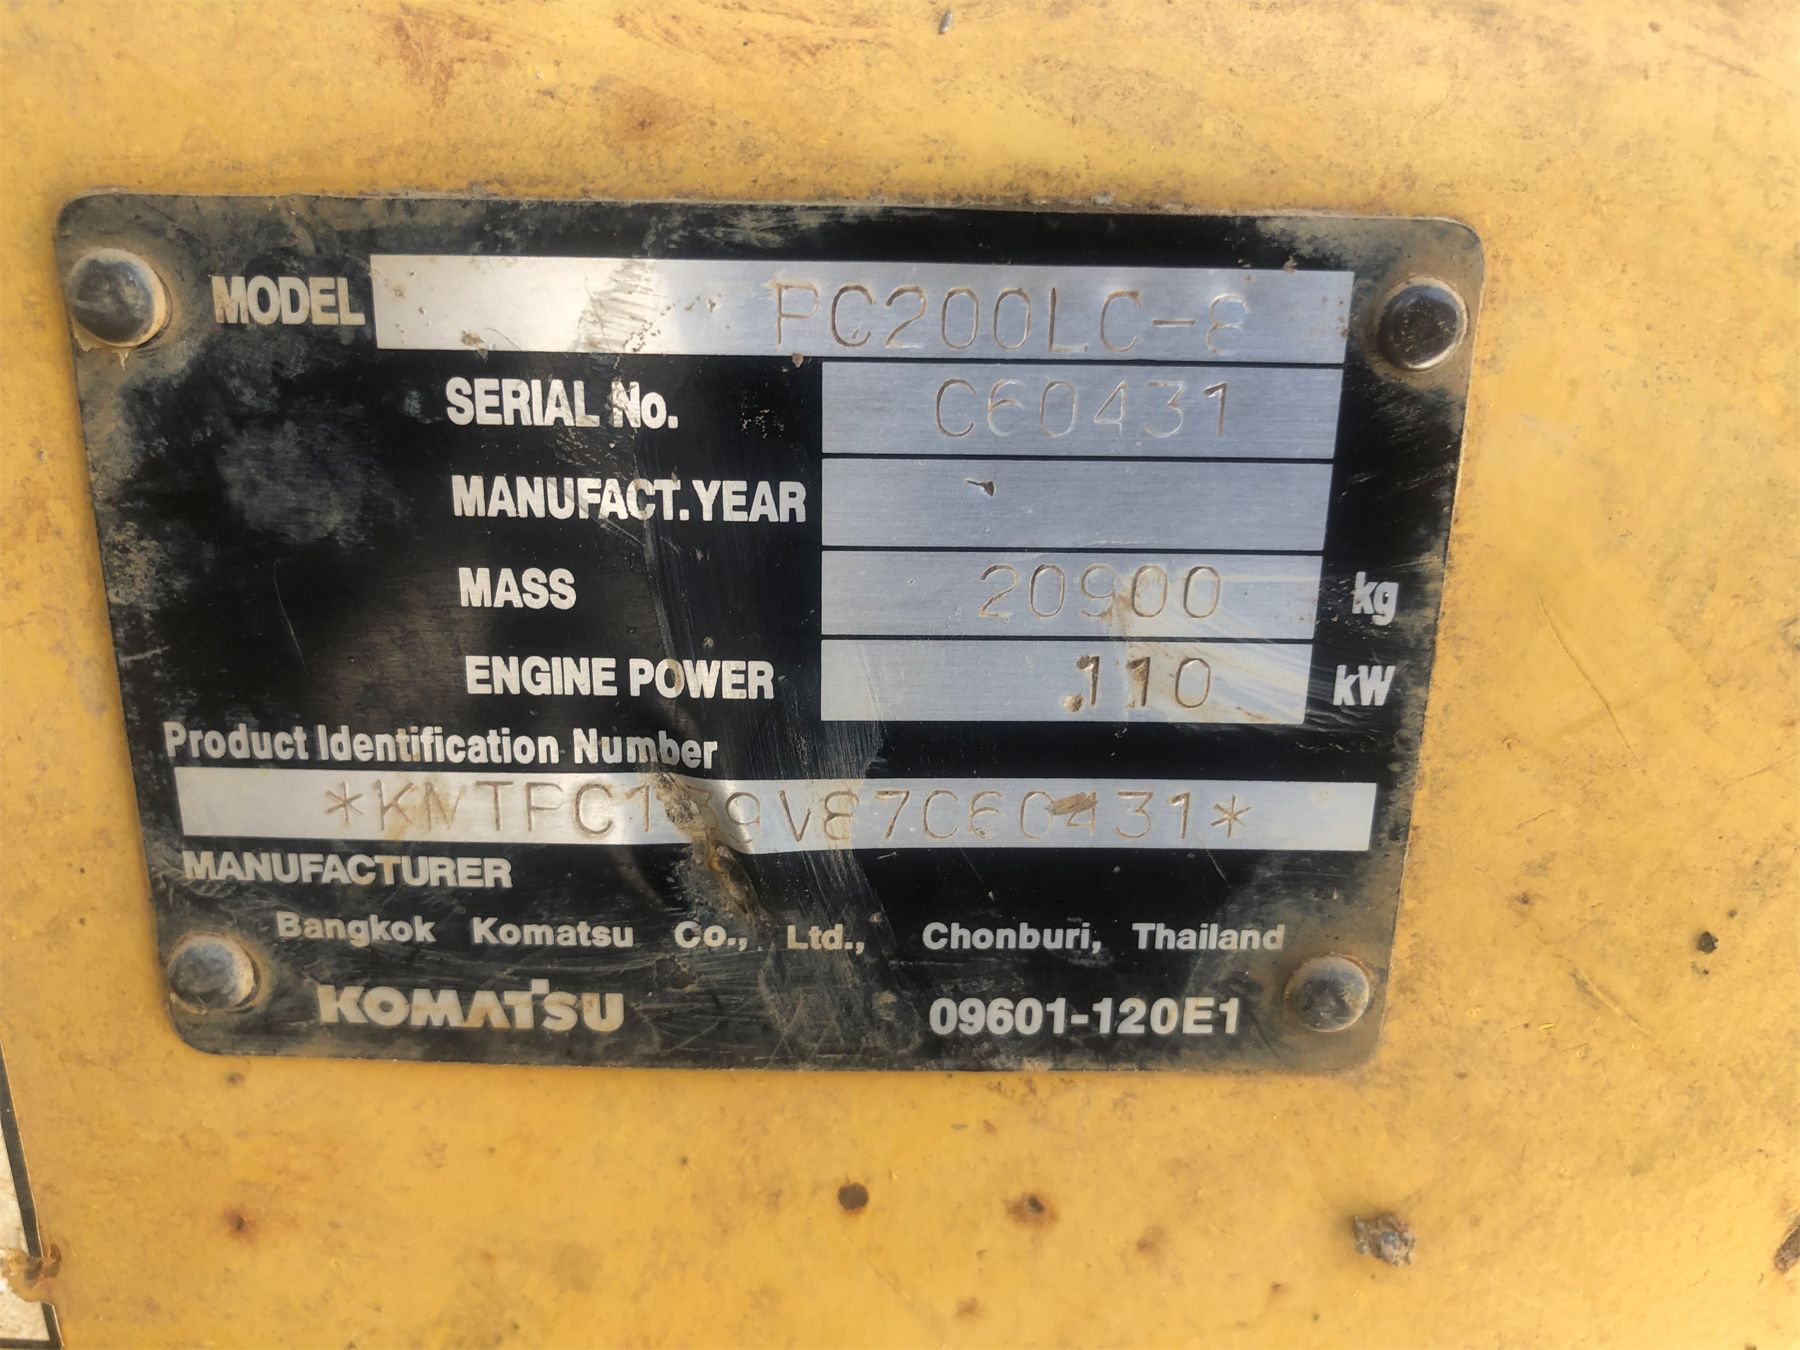 MODEL PC200LC-8
SERIAL No. C60431
MANUFACT.YEAR
MASS 20900 kg
ENGINE POWER 110 kW
Product Identification Number
MANUFACTURER
Bangkok Komatsu Co., Ltd., Chonburi, Thailand
KOMATSU 09601-120E1